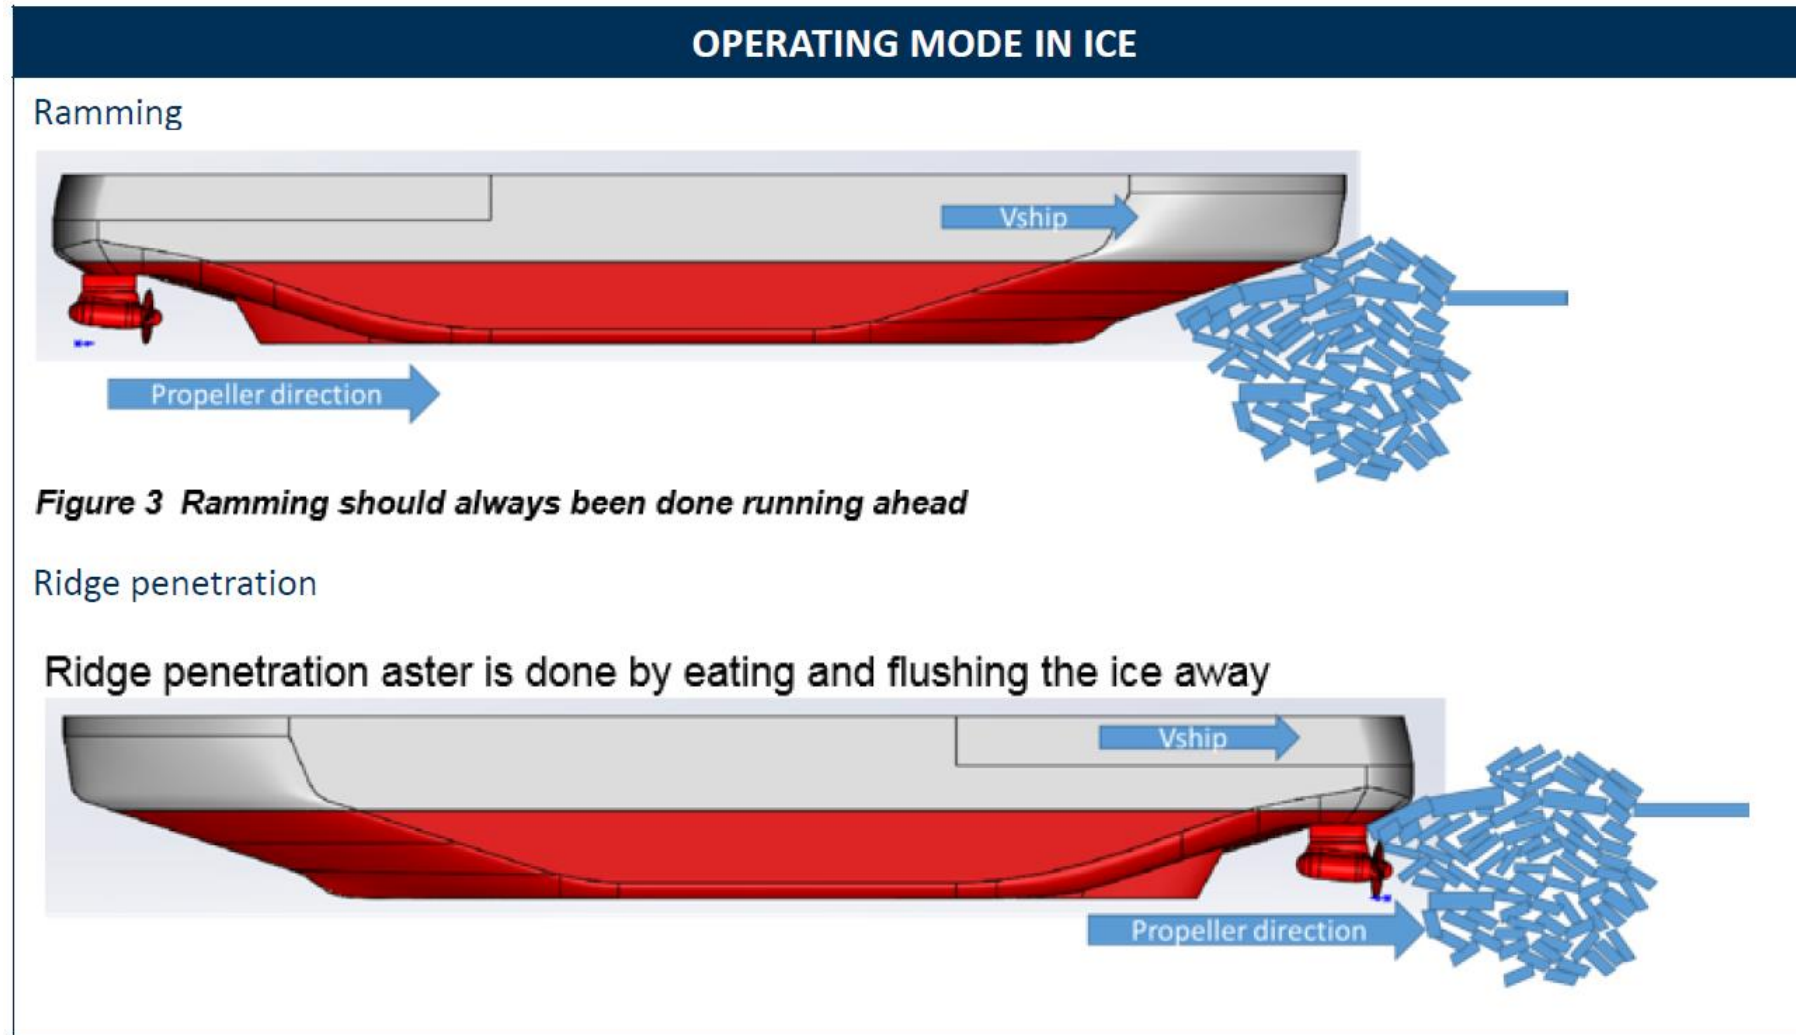 OPERATING MODE IN ICE
Ramming
Vship
Propeller direction
Figure 3 Ramming should always been done running ahead
Ridge penetration
Ridge penetration aster is done by eating and flushing the ice away
Vship
Propeller direction